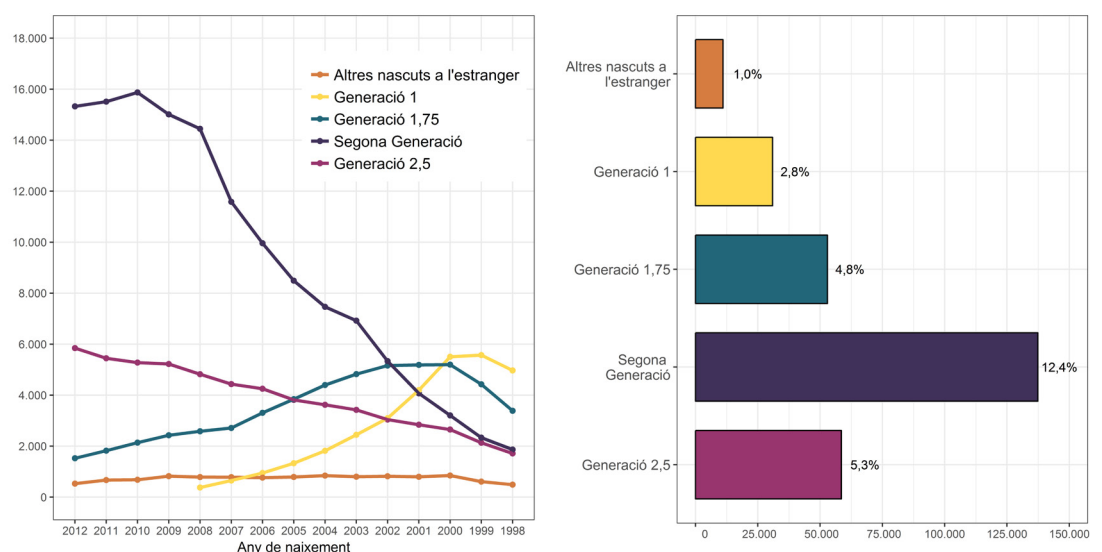 18.000
16.000
14.000
12.000
10.000
8.000
6.000
4.000
2.000
0
Altres nascuts a l'estranger
Generació 1
Generació 1,75
Segona Generació
Generació 2,5
2012 2011 2010 2009 2008 2007 2006 2005 2004 2003 2002 2001 2000 1999 1998
Any de naixement
Altres nascuts a
l'estranger
1,0%
Generació 1
2,8%
Generació 1,75
4,8%
Segona
Generació
12,4%
Generació 2,5
5,3%
0 25.000 50.000 75.000 100.000 125.000 150.000